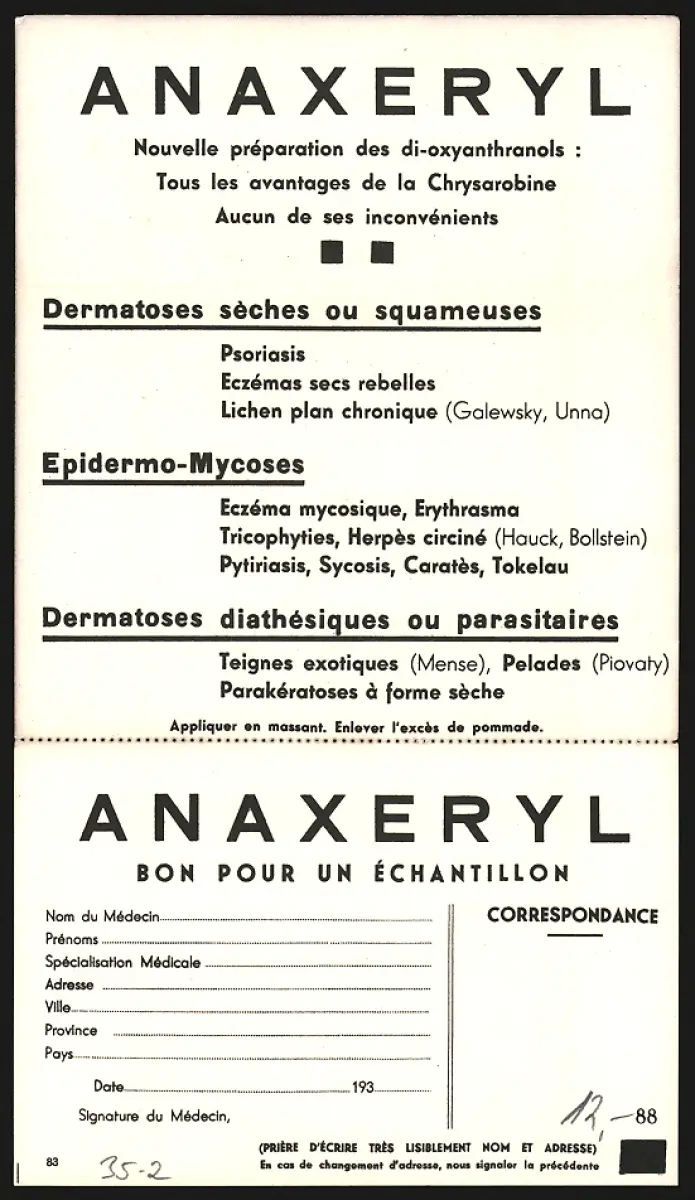 ANAXERYL
Nouvelle préparation des di-oxyanthranols :
Tous les avantages de la Chrysarobine
Aucun de ses inconvénients
Dermatoses sèches ou squameuses
Psoriasis
Eczémas secs rebelles
Lichen plan chronique (Galewsky, Unna)
Epidermo-Mycoses
Eczéma mycosique, Erythrasma
Tricophyties, Herpès circiné (Hauck, Bollstein)
Pytiriasis, Sycosis, Caratès, Tokelau
Dermatoses diathésiques ou parasitaires
Teignes exotiques (Mense), Pelades (Piovaty)
Parakératoses à forme sèche
Appliquer en massant. Enlever l'excès de pommade.
ANAXERYL
BON POUR UN ÉCHANTILLON
Nom du Médecin
Prénoms
Spécialisation Médicale
Adresse
Ville
Province
Pays
Date 193
Signature du Médecin,
CORRESPONDANCE
12,-88
(PRIÈRE D'ÉCRIRE TRÈS LISIBLEMENT NOM ET ADRESSE)
En cas de changement d'adresse, nous signaler la précédente
83
35-2